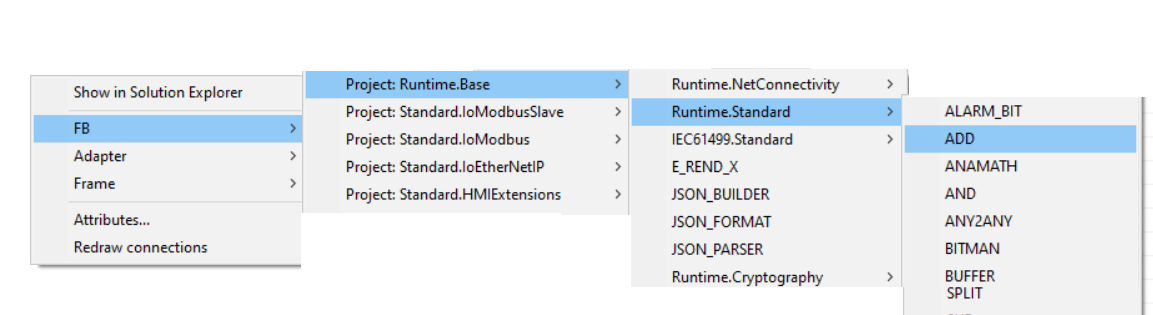 Show in Solution Explorer
FB
Adapter
Frame
Attributes...
Redraw connections
Project: Runtime.Base
Project: Standard.IoModbusSlave
Project: Standard.IoModbus
Project: Standard.IoEtherNetIP
Project: Standard.HMIExtensions
Runtime.NetConnectivity
Runtime.Standard
IEC61499.Standard
E_REND_X
JSON_BUILDER
JSON_FORMAT
JSON_PARSER
Runtime.Cryptography
ALARM_BIT
ADD
ANAMATH
AND
ANY2ANY
BITMAN
BUFFER
SPLIT